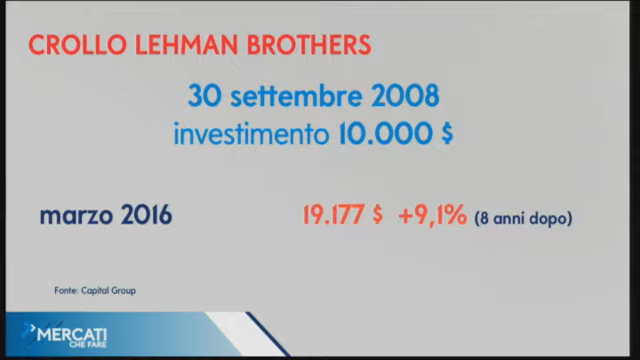 CROLLO LEHMAN BROTHERS
30 settembre 2008
investimento 10.000 $
marzo 2016 19.177 $ +9,1% (8 anni dopo)
Fonte: Capital Group
MERCATI
CHE FARE